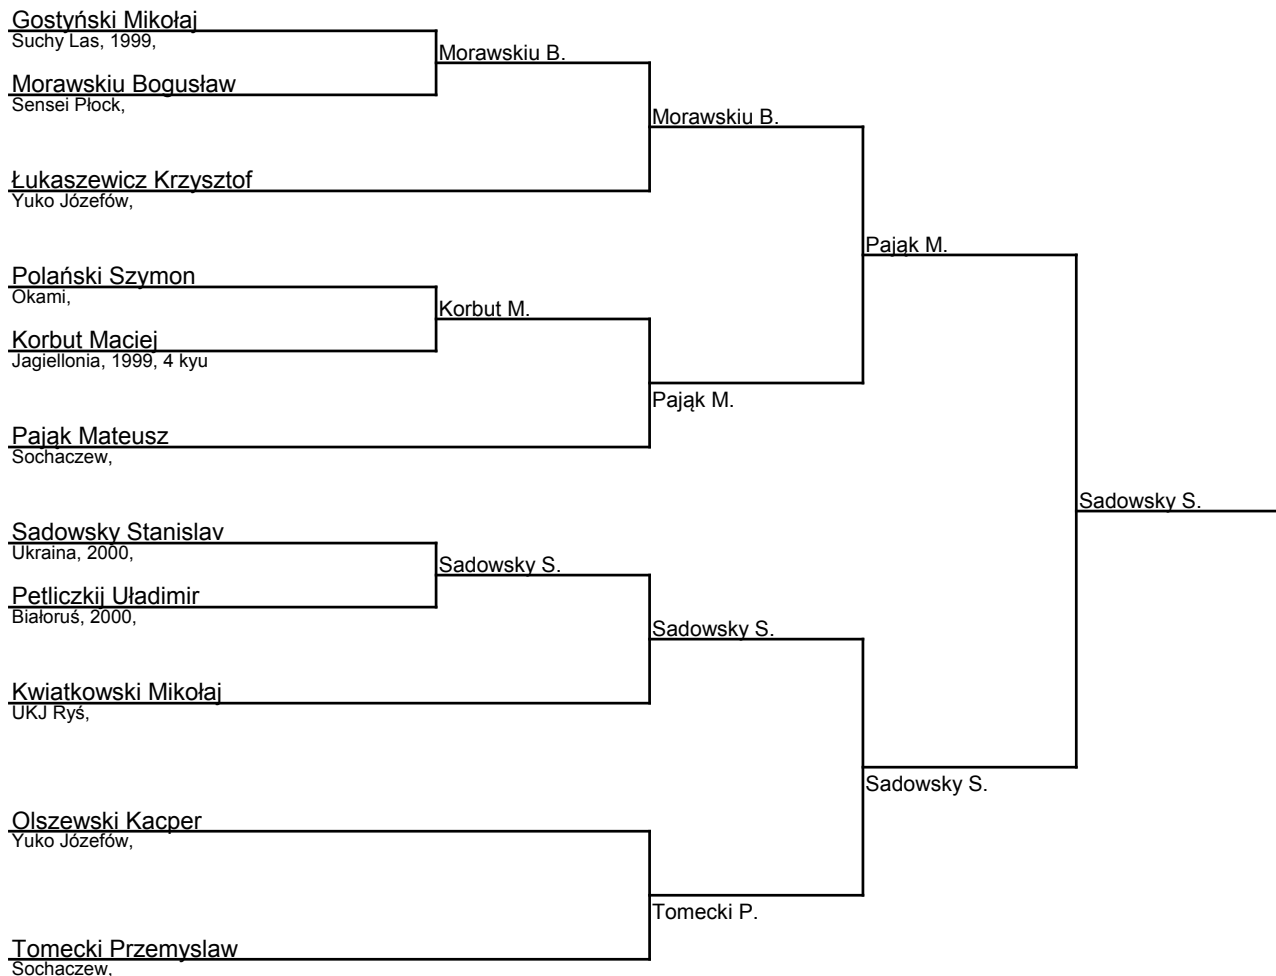 Gostyński Mikołaj
Suchy Las, 1999,
Morawskiu B.
Morawskiu Bogusław
Sensei Płock,
Morawskiu B.
Łukaszewicz Krzysztof
Yuko Józefów,
Pająk M.
Polański Szymon
Okami,
Korbut M.
Korbut Maciej
Jagiellonia, 1999, 4 kyu
Pająk M.
Pająk Mateusz
Sochaczew,
Sadowsky S.
Sadowsky Stanislav
Ukraina, 2000,
Sadowsky S.
Petliczkij Uładimir
Białoruś, 2000,
Sadowsky S.
Kwiatkowski Mikołaj
UKJ Ryś,
Sadowsky S.
Olszewski Kacper
Yuko Józefów,
Tomecki P.
Tomecki Przemyslaw
Sochaczew,